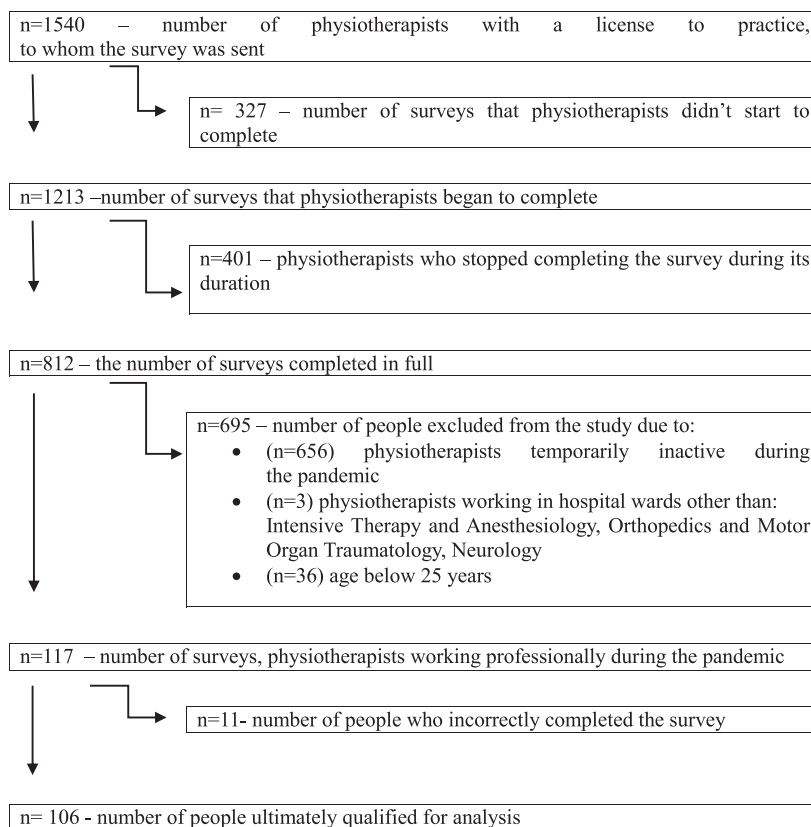 n=1540 – number of physiotherapists with a license to practice,
to whom the survey was sent
n= 327 – number of surveys that physiotherapists didn't start to
complete
n=1213 –number of surveys that physiotherapists began to complete
n=401 – physiotherapists who stopped completing the survey during its
duration
n=812 – the number of surveys completed in full
n=695 – number of people excluded from the study due to:
• (n=656) physiotherapists temporarily inactive during
the pandemic
• (n=3) physiotherapists working in hospital wards other than:
Intensive Therapy and Anesthesiology, Orthopedics and Motor
Organ Traumatology, Neurology
• (n=36) age below 25 years
n=117 – number of surveys, physiotherapists working professionally during the pandemic
n=11- number of people who incorrectly completed the survey
n= 106 - number of people ultimately qualified for analysis